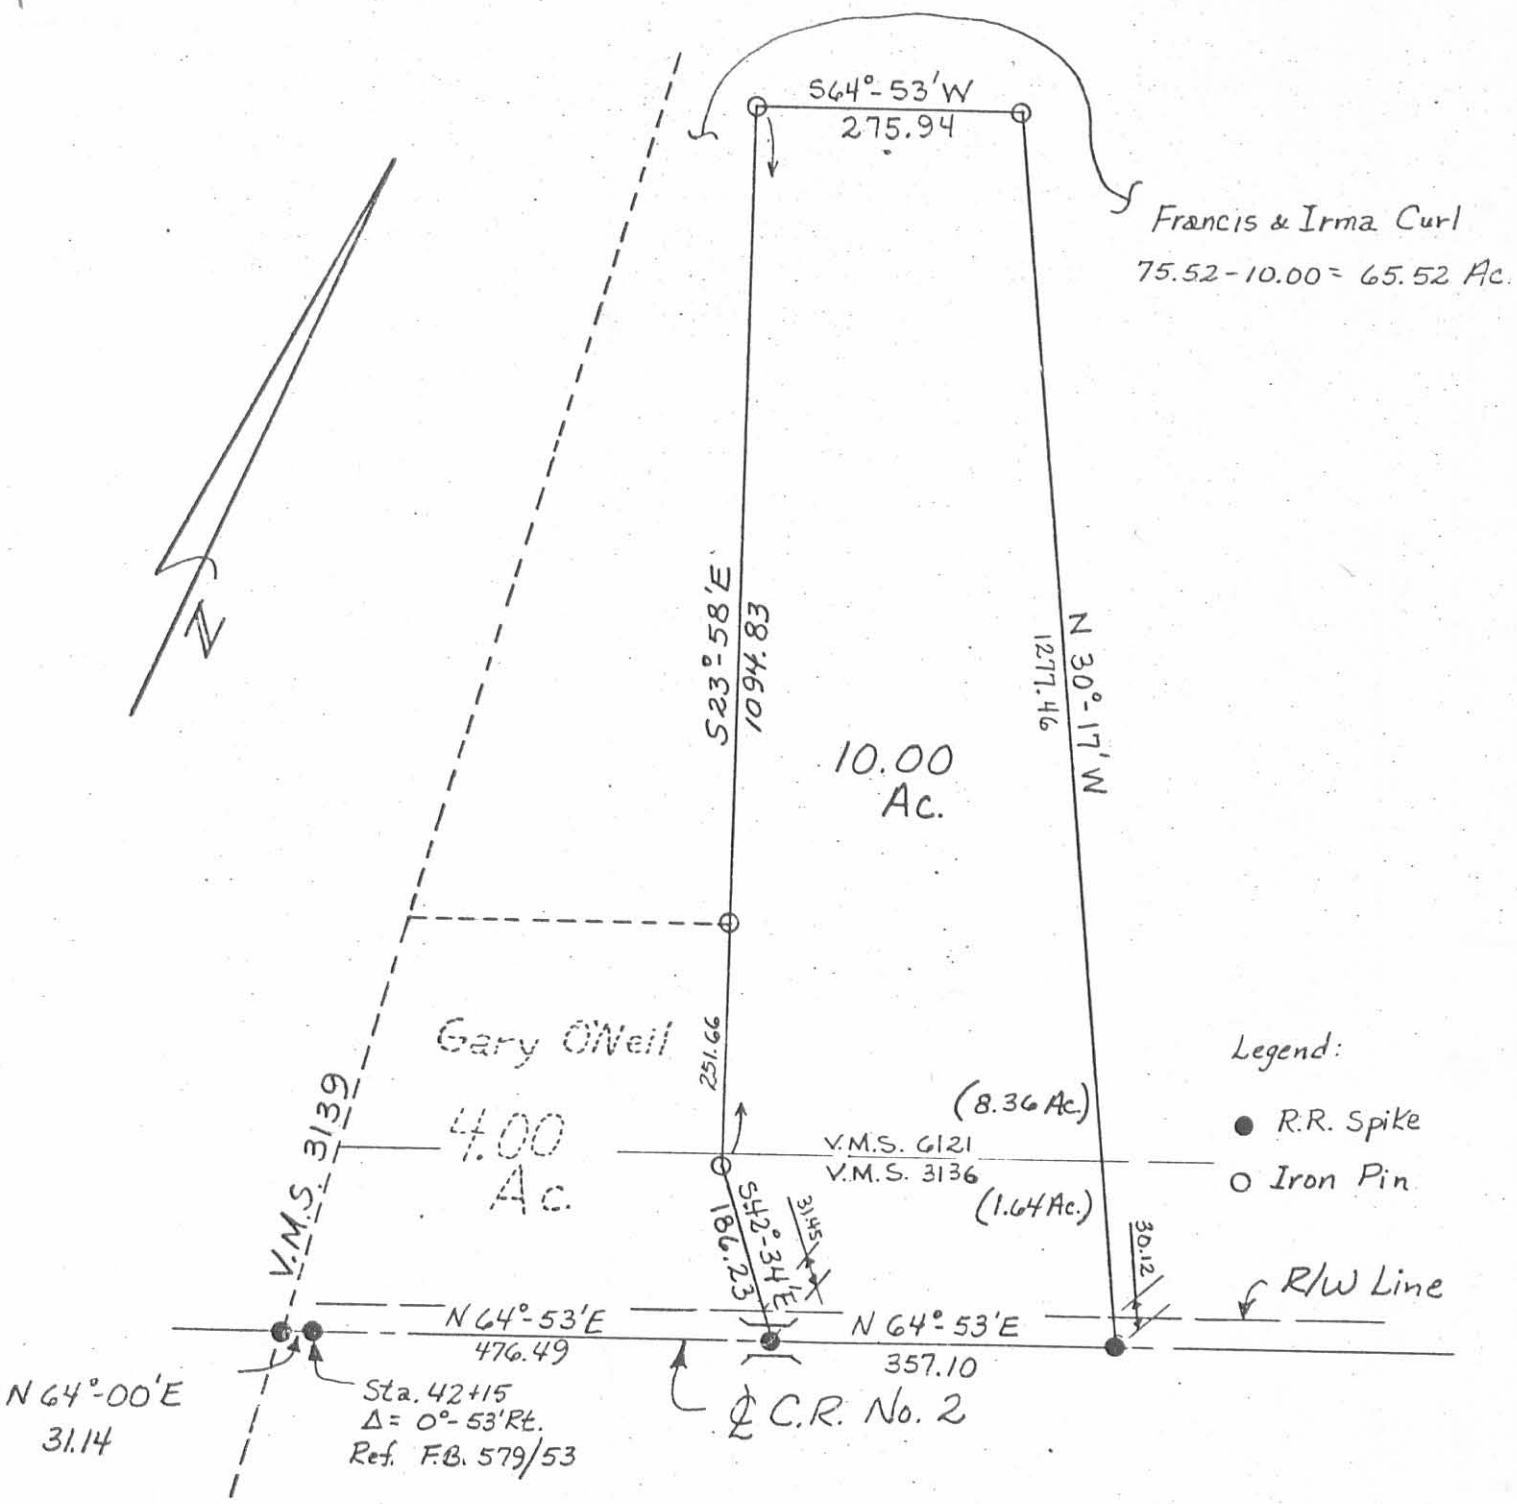 S64°-53'W
275.94
Francis & Irma Curl
75.52-10.00 = 65.52 Ac.
N
S23°-58'E
1094.83
N 30°-17'W
1277.46
10.00
Ac.
Gary O'Neil
4.00
Ac.
251.66
V.M.S. 3139
(8.36 Ac.)
V.M.S. 6121
V.M.S. 3136
(1.64 Ac.)
Legend:
R.R. Spike
Iron Pin
S42°-34'E
186.23
31.45
30.12
R/W Line
N 64°-53'E
476.49
N 64°-53'E
357.10
N 64°-00'E
31.14
Sta. 42+15
Δ = 0°-53'Rt.
Ref. F.B. 579/53
℄ C.R. No. 2